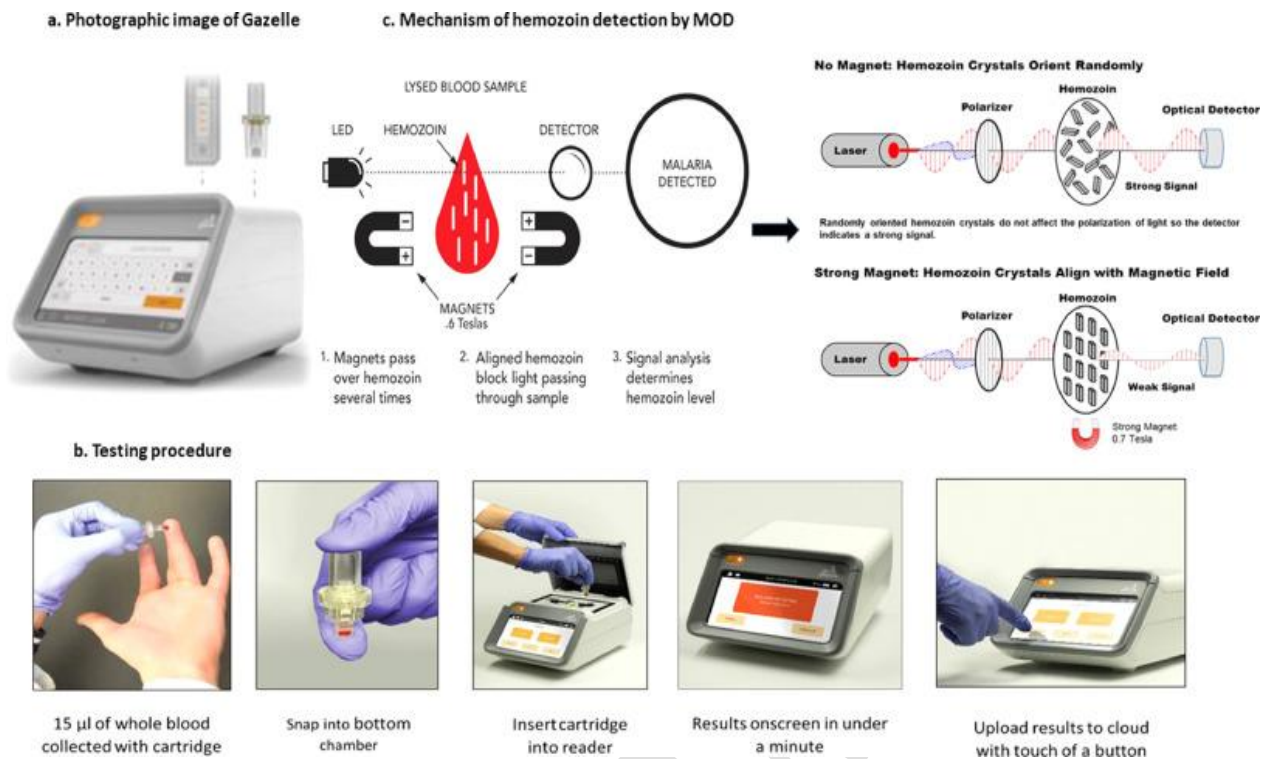 a. Photographic image of Gazelle
c. Mechanism of hemozoin detection by MOD
LYSED BLOOD SAMPLE
LED
HEMOZOIN
DETECTOR
MALARIA
DETECTED
-
+
+
-
MAGNETS
.6 Teslas
1. Magnets pass
over hemozoin
several times
2. Aligned hemozoin
block light passing
through sample
3. Signal analysis
determines
hemozoin level
No Magnet: Hemozoin Crystals Orient Randomly
Hemozoin
Polarizer
Optical Detector
Laser
Strong Signal
Randomly oriented hemozoin crystals do not affect the polarization of light so the detector
indicates a strong signal.
Strong Magnet: Hemozoin Crystals Align with Magnetic Field
Hemozoin
Polarizer
Optical Detector
Laser
Weak Signal
Strong Magnet
0.7 Tesla
b. Testing procedure
15 µl of whole blood
collected with cartridge
Snap into bottom
chamber
Insert cartridge
into reader
Results onscreen in under
a minute
Upload results to cloud
with touch of a button